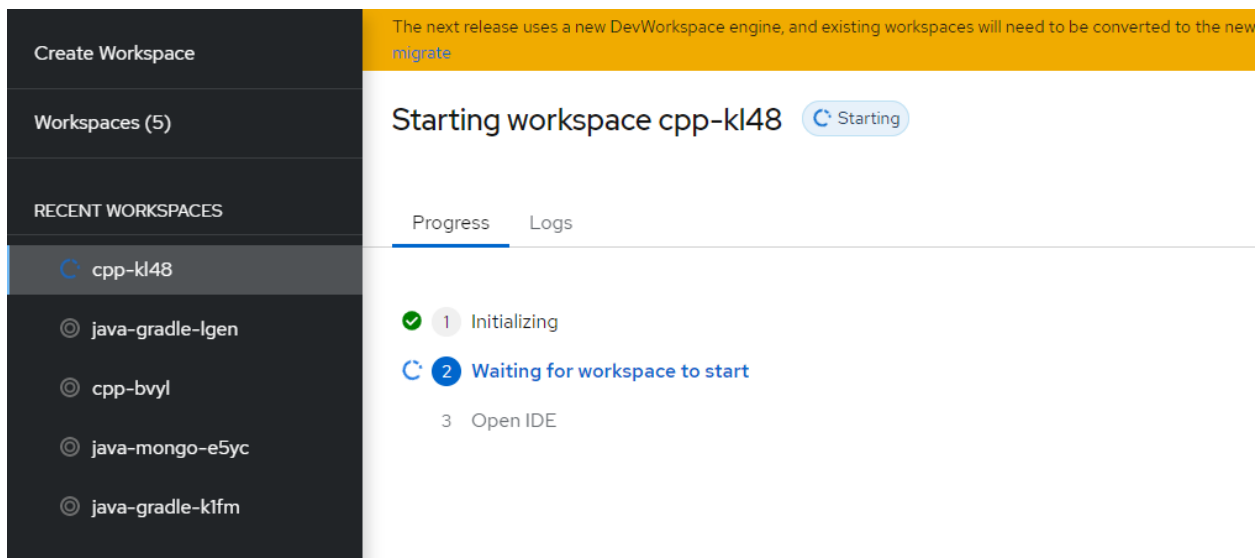 Create Workspace
Workspaces (5)
RECENT WORKSPACES
cpp-kl48
java-gradle-lgen
cpp-bvyl
java-mongo-e5yc
java-gradle-k1fm
The next release uses a new DevWorkspace engine, and existing workspaces will need to be converted to the new
migrate
Starting workspace cpp-kl48 Starting
Progress Logs
1 Initializing
2 Waiting for workspace to start
3 Open IDE